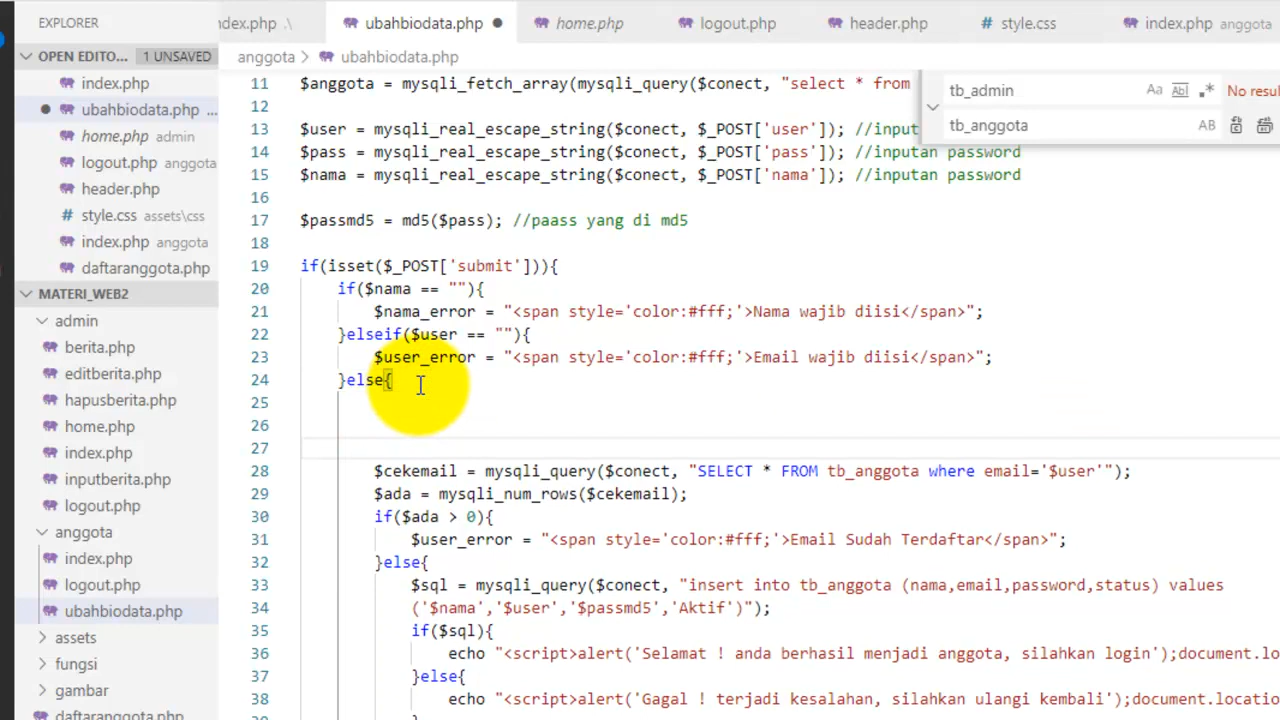 EXPLORER
OPEN EDITO... 1 UNSAVED
index.php
ubahbiodata.php ...
home.php admin
logout.php anggota
header.php
style.css assets\css
index.php anggota
daftaranggota.php
MATERI_WEB2
admin
berita.php
editberita.php
hapusberita.php
home.php
index.php
inputberita.php
logout.php
anggota
index.php
logout.php
ubahbiodata.php
assets
fungsi
gambar
daftaranggota.php
ndex.php .\ ubahbiodata.php home.php logout.php header.php style.css index.php anggota
anggota > ubahbiodata.php
tb_admin Aa Abl .* No resul
tb_anggota AB
11 $anggota = mysqli_fetch_array(mysqli_query($conect, "select * from
12
13 $user = mysqli_real_escape_string($conect, $_POST['user']); //input
14 $pass = mysqli_real_escape_string($conect, $_POST['pass']); //inputan password
15 $nama = mysqli_real_escape_string($conect, $_POST['nama']); //inputan password
16
17 $passmd5 = md5($pass); //paass yang di md5
18
19 if(isset($_POST['submit'])){
20 if($nama == ""){
21 $nama_error = "<span style='color:#fff;'>Nama wajib diisi</span>";
22 }elseif($user == ""){
23 $user_error = "<span style='color:#fff;'>Email wajib diisi</span>";
24 }else{
25
26
27
28 $cekemail = mysqli_query($conect, "SELECT * FROM tb_anggota where email='$user'");
29 $ada = mysqli_num_rows($cekemail);
30 if($ada > 0){
31 $user_error = "<span style='color:#fff;'>Email Sudah Terdaftar</span>";
32 }else{
33 $sql = mysqli_query($conect, "insert into tb_anggota (nama,email,password,status) values
34 ('$nama','$user','$passmd5','Aktif')");
35 if($sql){
36 echo "<script>alert('Selamat ! anda berhasil menjadi anggota, silahkan login');document.lo
37 }else{
38 echo "<script>alert('Gagal ! terjadi kesalahan, silahkan ulangi kembali');document.locatio